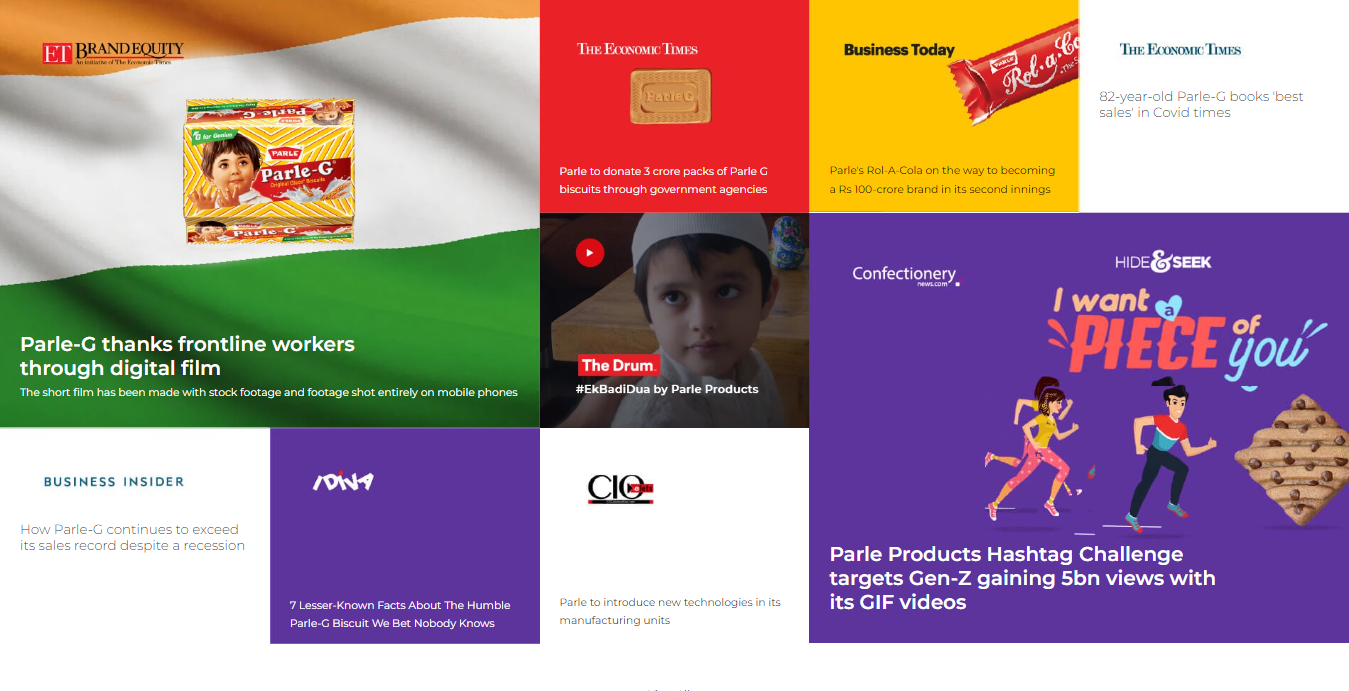 ET BRAND EQUITY
An initiative of The Economic Times
G for Genius
PARLE
Parle-G
Original Gluco Biscuits
Parle-G
Parle-G thanks frontline workers
through digital film
The short film has been made with stock footage and footage shot entirely on mobile phones
THE ECONOMIC TIMES
Parle-G
Parle to donate 3 crore packs of Parle G
biscuits through government agencies
Business Today
PARLE
Rol·a·Co
Parle's Rol-A-Cola on the way to becoming
a Rs 100-crore brand in its second innings
THE ECONOMIC TIMES
82-year-old Parle-G books 'best
sales' in Covid times
The Drum.
#EkBadiDua by Parle Products
Confectionery
news.com
HIDE & SEEK
I want a
PIECE of
you
Parle Products Hashtag Challenge
targets Gen-Z gaining 5bn views with
its GIF videos
BUSINESS INSIDER
How Parle-G continues to exceed
its sales record despite a recession
iDIVA
7 Lesser-Known Facts About The Humble
Parle-G Biscuit We Bet Nobody Knows
CIO
Parle to introduce new technologies in its
manufacturing units